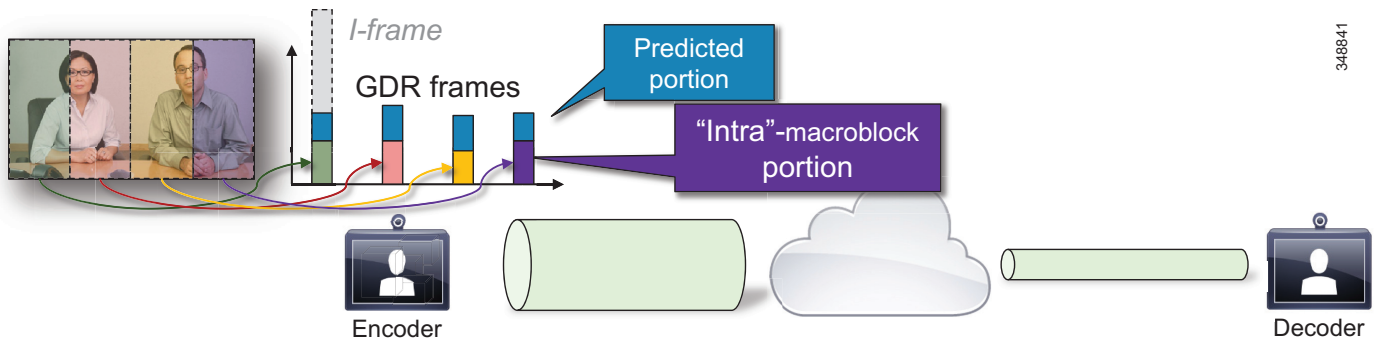 I-frame
GDR frames
Predicted
portion
“Intra”-macroblock
portion
348841
Encoder
Decoder